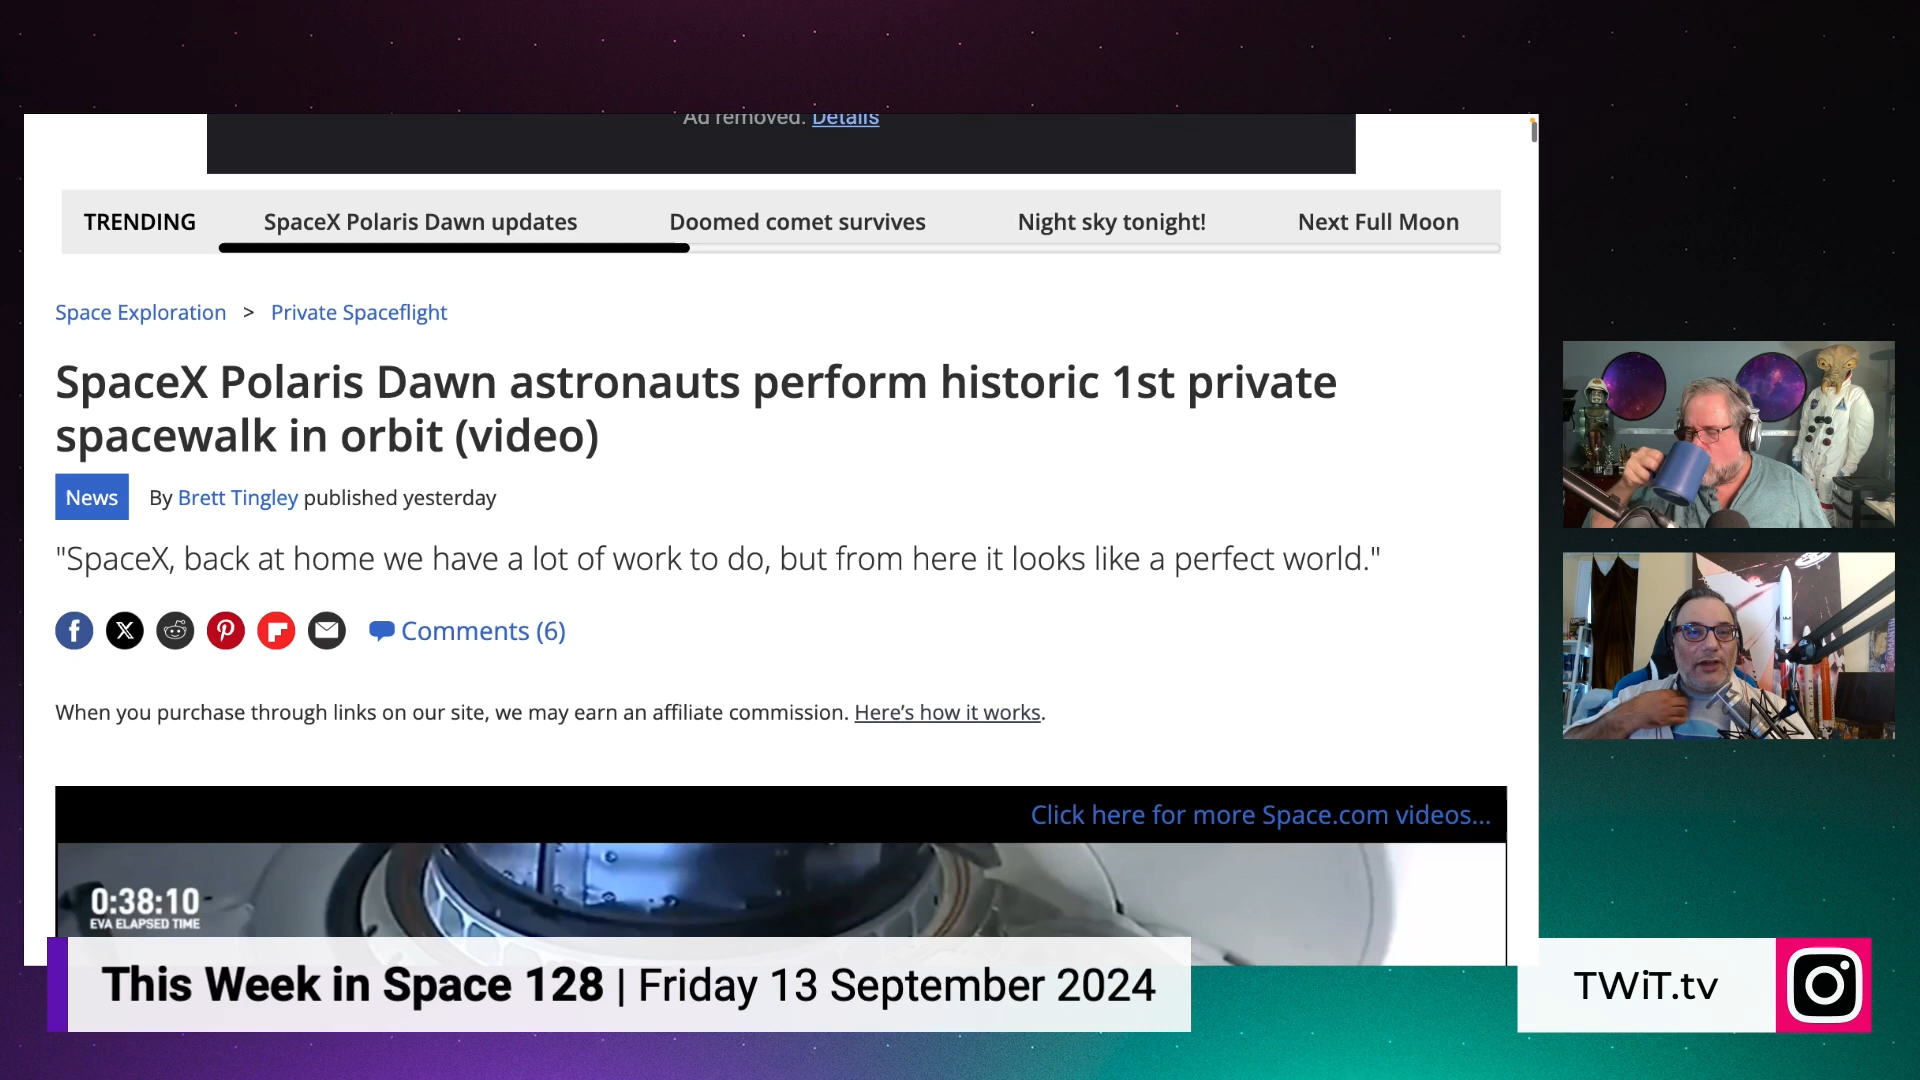 Ad removed. Details
TRENDING SpaceX Polaris Dawn updates Doomed comet survives Night sky tonight! Next Full Moon
Space Exploration > Private Spaceflight
SpaceX Polaris Dawn astronauts perform historic 1st private
spacewalk in orbit (video)
News By Brett Tingley published yesterday
"SpaceX, back at home we have a lot of work to do, but from here it looks like a perfect world."
Comments (6)
When you purchase through links on our site, we may earn an affiliate commission. Here's how it works.
Click here for more Space.com videos...
0:38:10
EVA ELAPSED TIME
This Week in Space 128 | Friday 13 September 2024
TWiT.tv